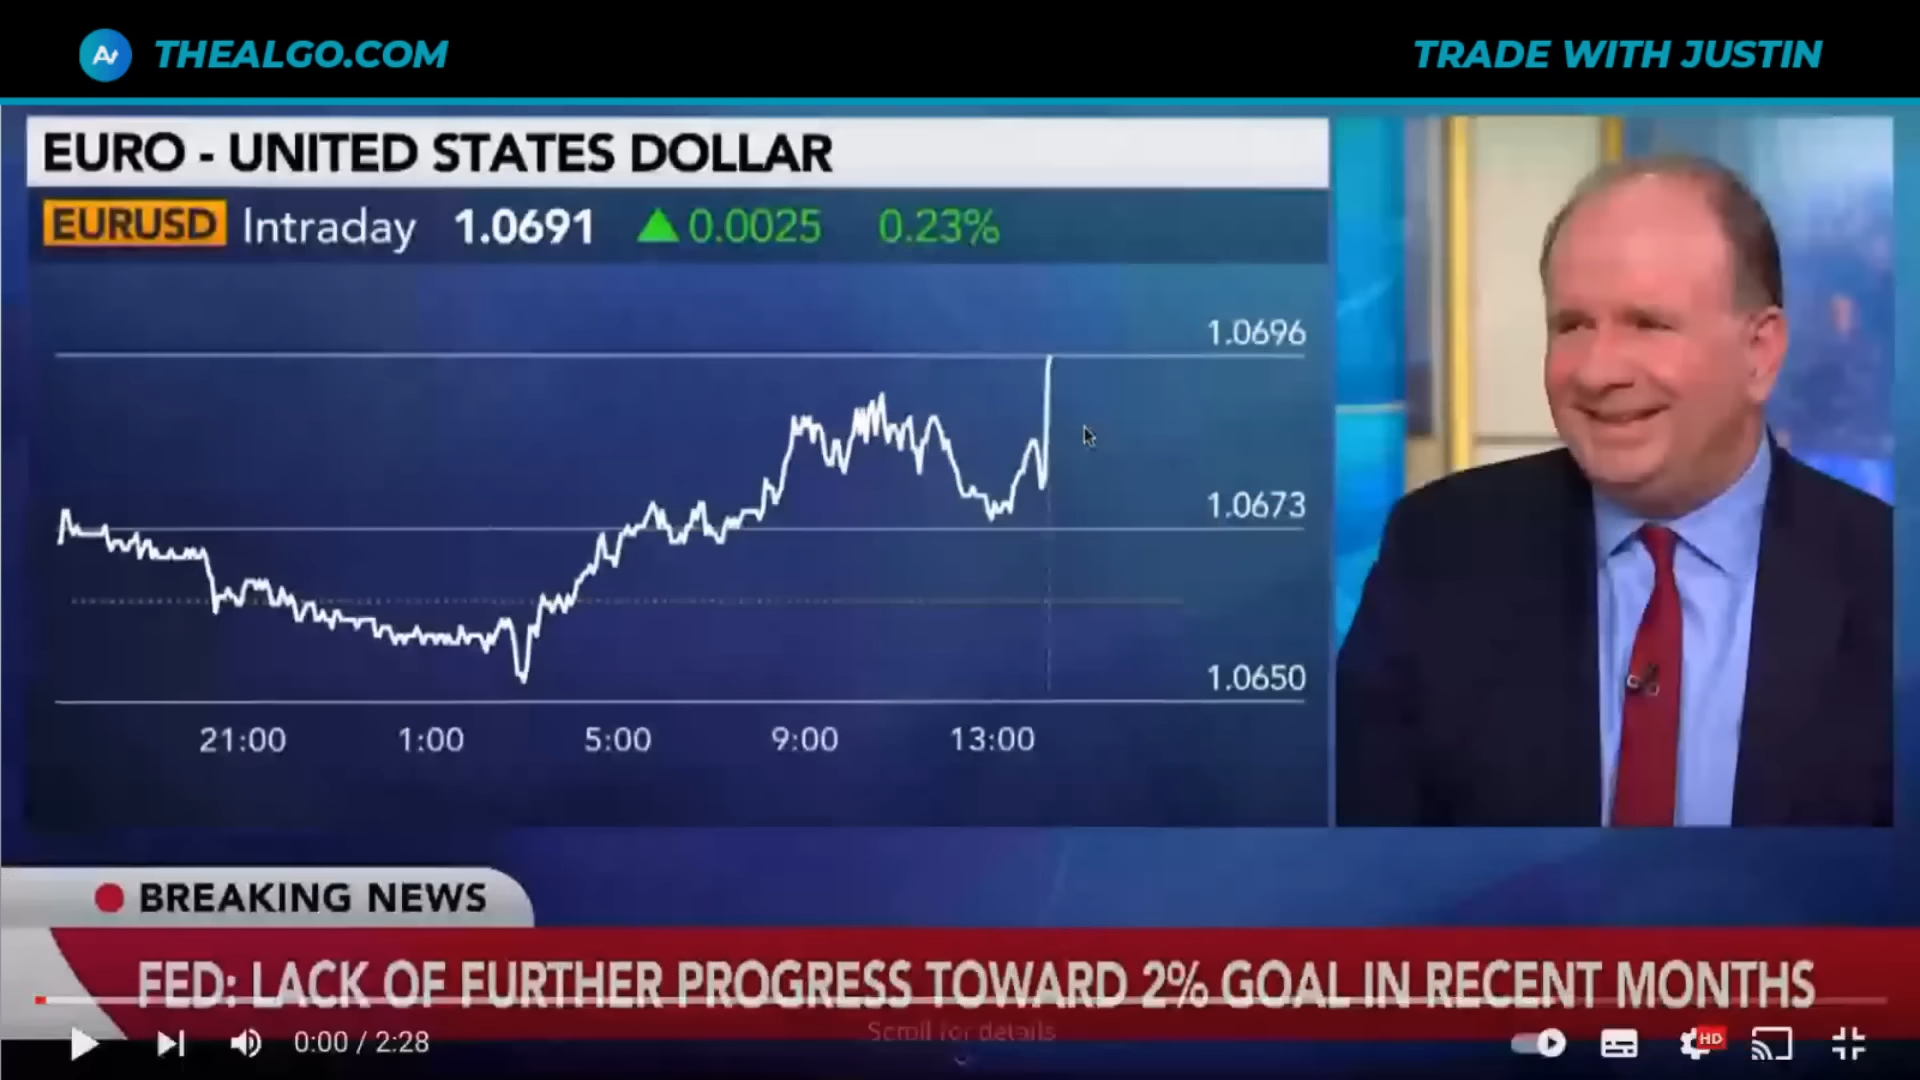 THEALGO.COM
TRADE WITH JUSTIN
EURO - UNITED STATES DOLLAR
EURUSD Intraday 1.0691 ▲ 0.0025 0.23%
1.0696
1.0673
1.0650
21:00 1:00 5:00 9:00 13:00
BREAKING NEWS
FED: LACK OF FURTHER PROGRESS TOWARD 2% GOAL IN RECENT MONTHS
Scroll for details
0:00 / 2:28
HD